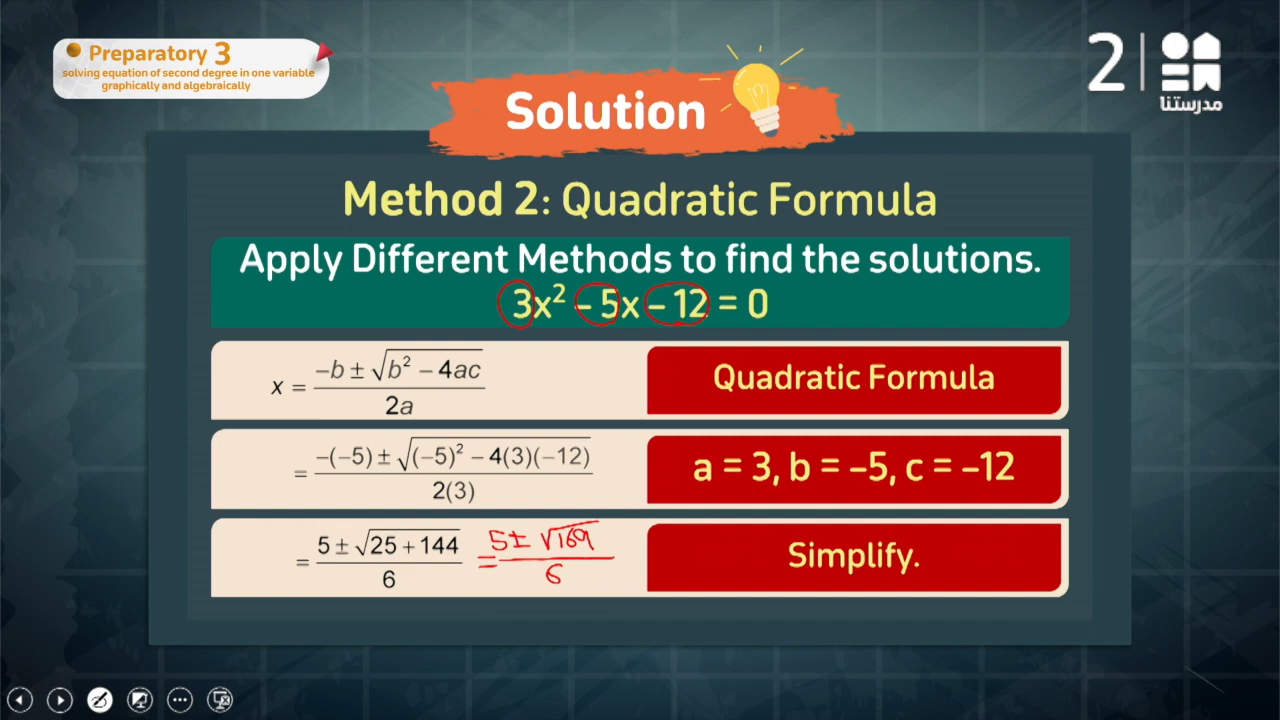 Preparatory 3
solving equation of second degree in one variable
graphically and algebraically
2
مدرستنا
Solution
Method 2: Quadratic Formula
Apply Different Methods to find the solutions.
3x² – 5x – 12 = 0
x = (–b ± √(b² – 4ac)) / 2a
Quadratic Formula
= (–(–5) ± √((–5)² – 4(3)(–12))) / 2(3)
a = 3, b = –5, c = –12
= (5 ± √(25 + 144)) / 6 = (5 ± √169) / 6
Simplify.